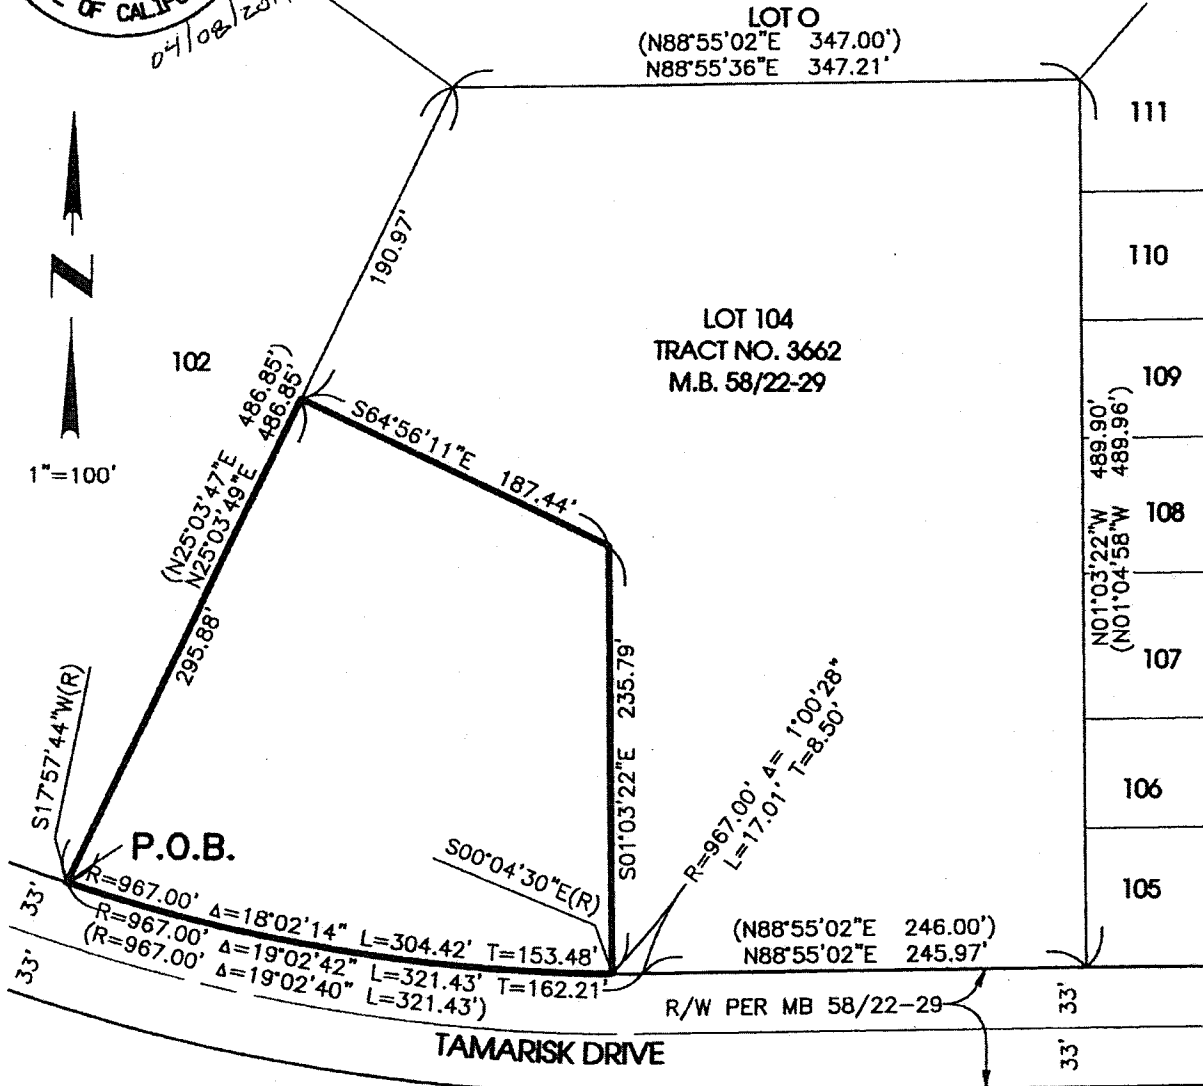 OF CALIFO
04/08/201
LOT O
(N88°55'02"E 347.00')
N88°55'36"E 347.21'
111
110
109
108
107
106
105
N
1"=100'
102
190.97'
LOT 104
TRACT NO. 3662
M.B. 58/22-29
(N25°03'47"E 486.85')
N25°03'49"E 486.85'
295.88'
S64°56'11"E 187.44'
N01°03'22"W 489.90'
(N01°04'58"W 489.96')
S01°03'22"E 235.79'
R=967.00' Δ= 1°00'28"
L=17.01' T=8.50'
S17°57'44"W(R)
P.O.B.
S00°04'30"E(R)
R=967.00' Δ=18°02'14" L=304.42' T=153.48'
R=967.00' Δ=19°02'42" L=321.43' T=162.21'
(R=967.00' Δ=19°02'40" L=321.43')
(N88°55'02"E 246.00')
N88°55'02"E 245.97'
33'
33'
R/W PER MB 58/22-29
33'
33'
TAMARISK DRIVE